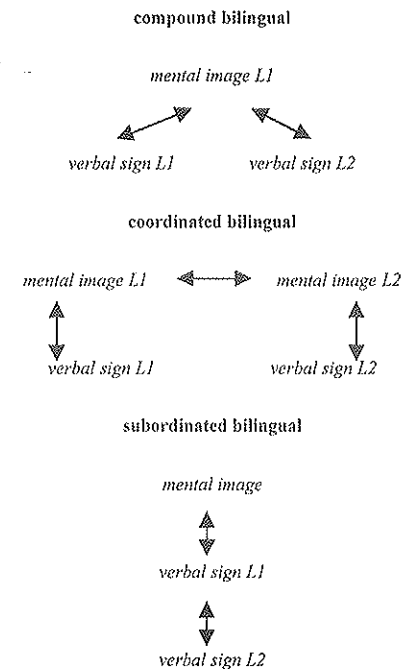 compound bilingual
mental image L1
verbal sign L1 verbal sign L2
coordinated bilingual
mental image L1 mental image L2
verbal sign L1 verbal sign L2
subordinated bilingual
mental image
verbal sign L1
verbal sign L2